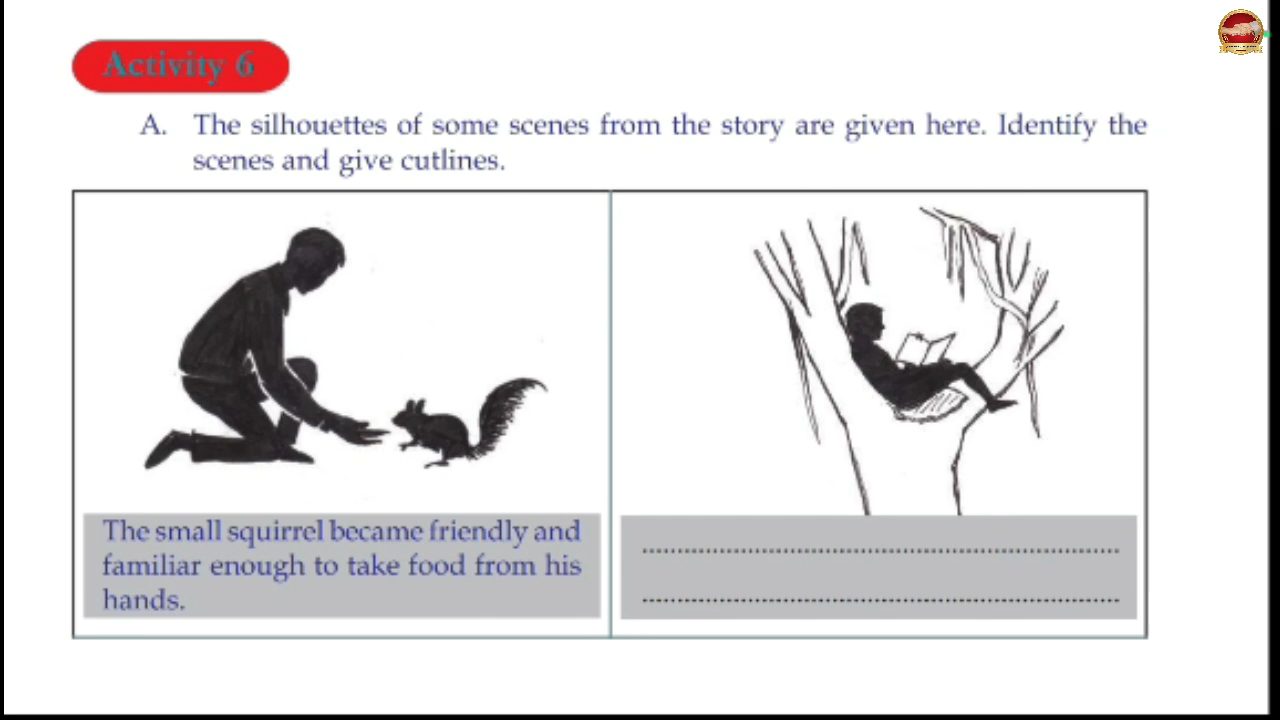 Activity 6
A. The silhouettes of some scenes from the story are given here. Identify the
scenes and give cutlines.
The small squirrel became friendly and
familiar enough to take food from his
hands.